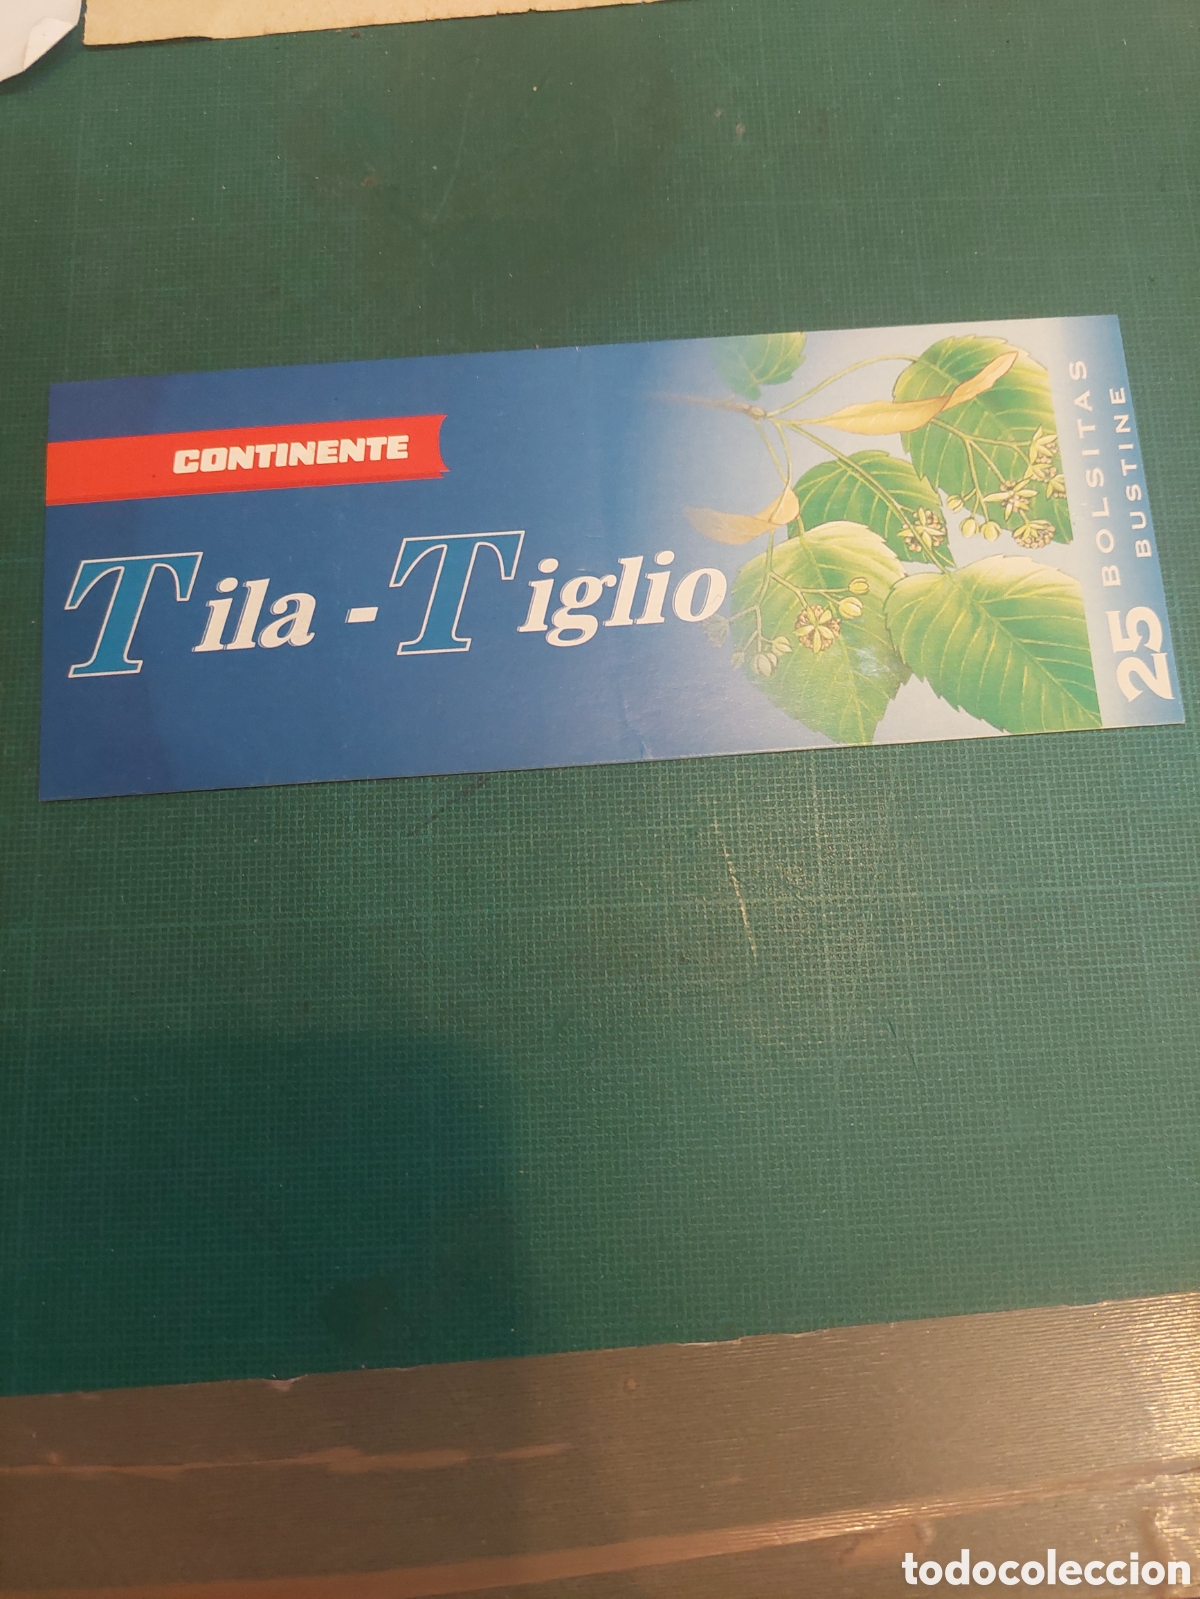 CONTINENTE
Tila - Tiglio
25 BOLSITAS
BUSTINE
todocoleccion